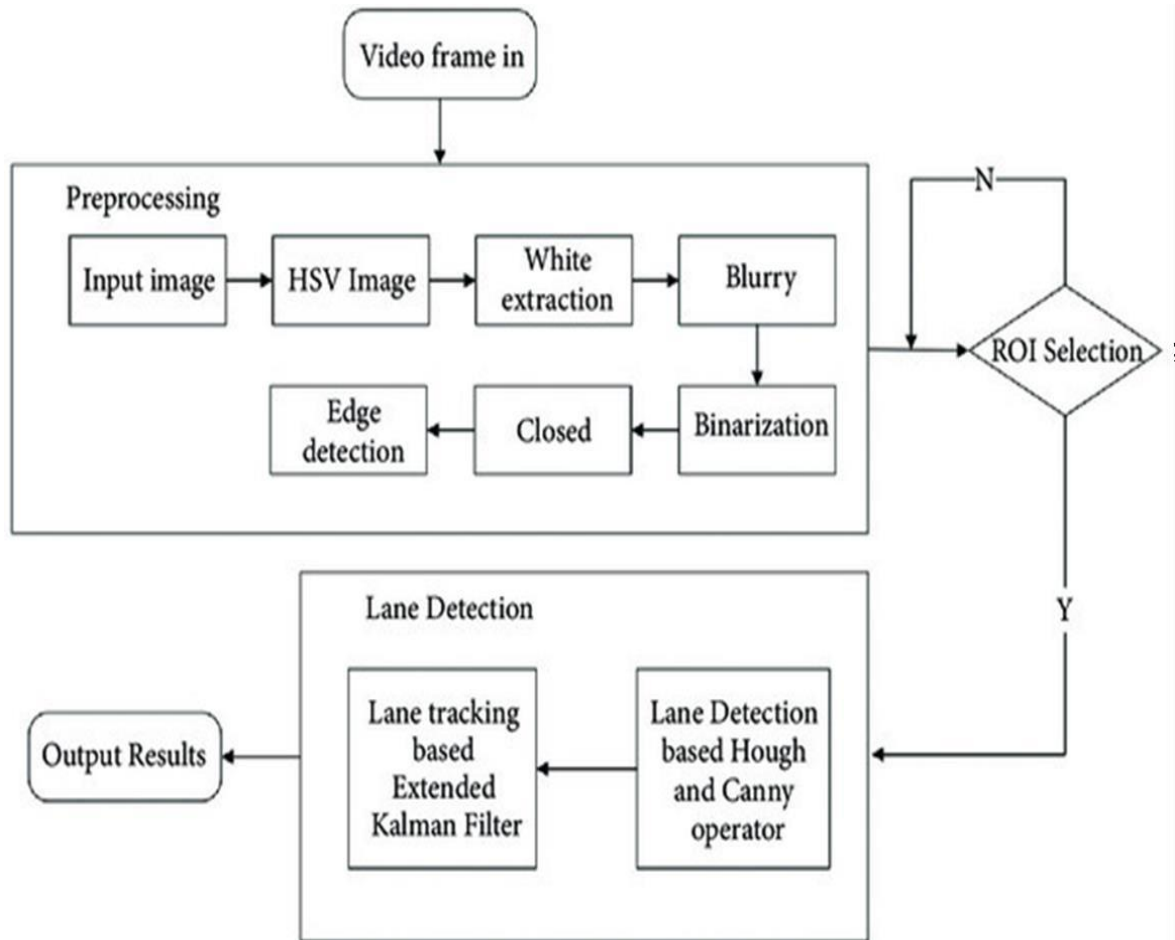 Video frame in
Preprocessing
Input image
HSV Image
White
extraction
Blurry
Binarization
Closed
Edge
detection
N
ROI Selection
Y
Lane Detection
Lane Detection
based Hough
and Canny
operator
Lane tracking
based
Extended
Kalman Filter
Output Results